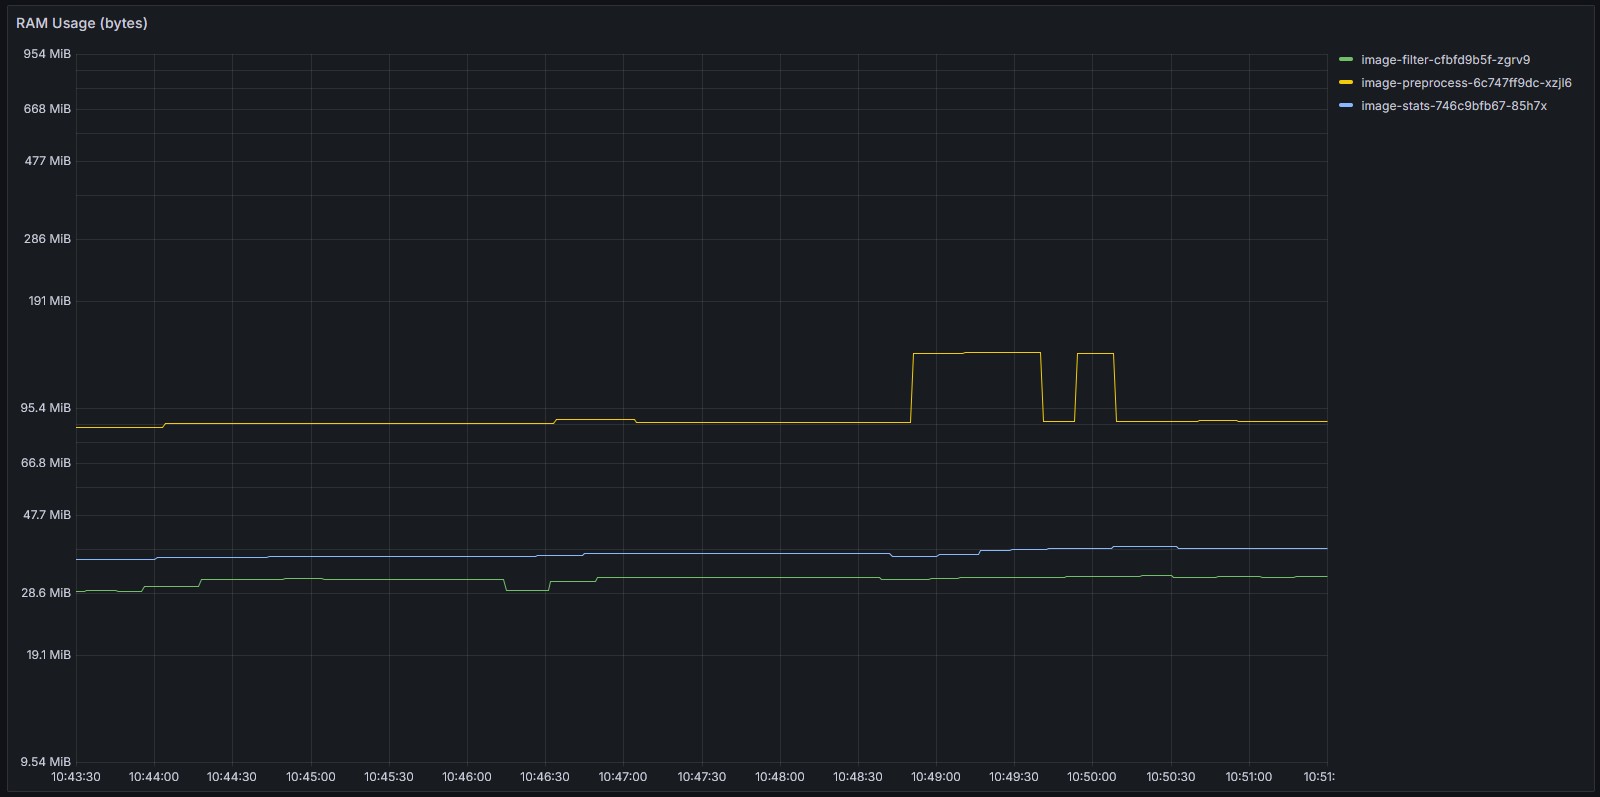 RAM Usage (bytes)
954 MiB
668 MiB
477 MiB
286 MiB
191 MiB
95.4 MiB
66.8 MiB
47.7 MiB
28.6 MiB
19.1 MiB
9.54 MiB
10:43:30 10:44:00 10:44:30 10:45:00 10:45:30 10:46:00 10:46:30 10:47:00 10:47:30 10:48:00 10:48:30 10:49:00 10:49:30 10:50:00 10:50:30 10:51:00 10:51:
image-filter-cfbfd9b5f-zgrv9
image-preprocess-6c747ff9dc-xzjl6
image-stats-746c9bfb67-85h7x